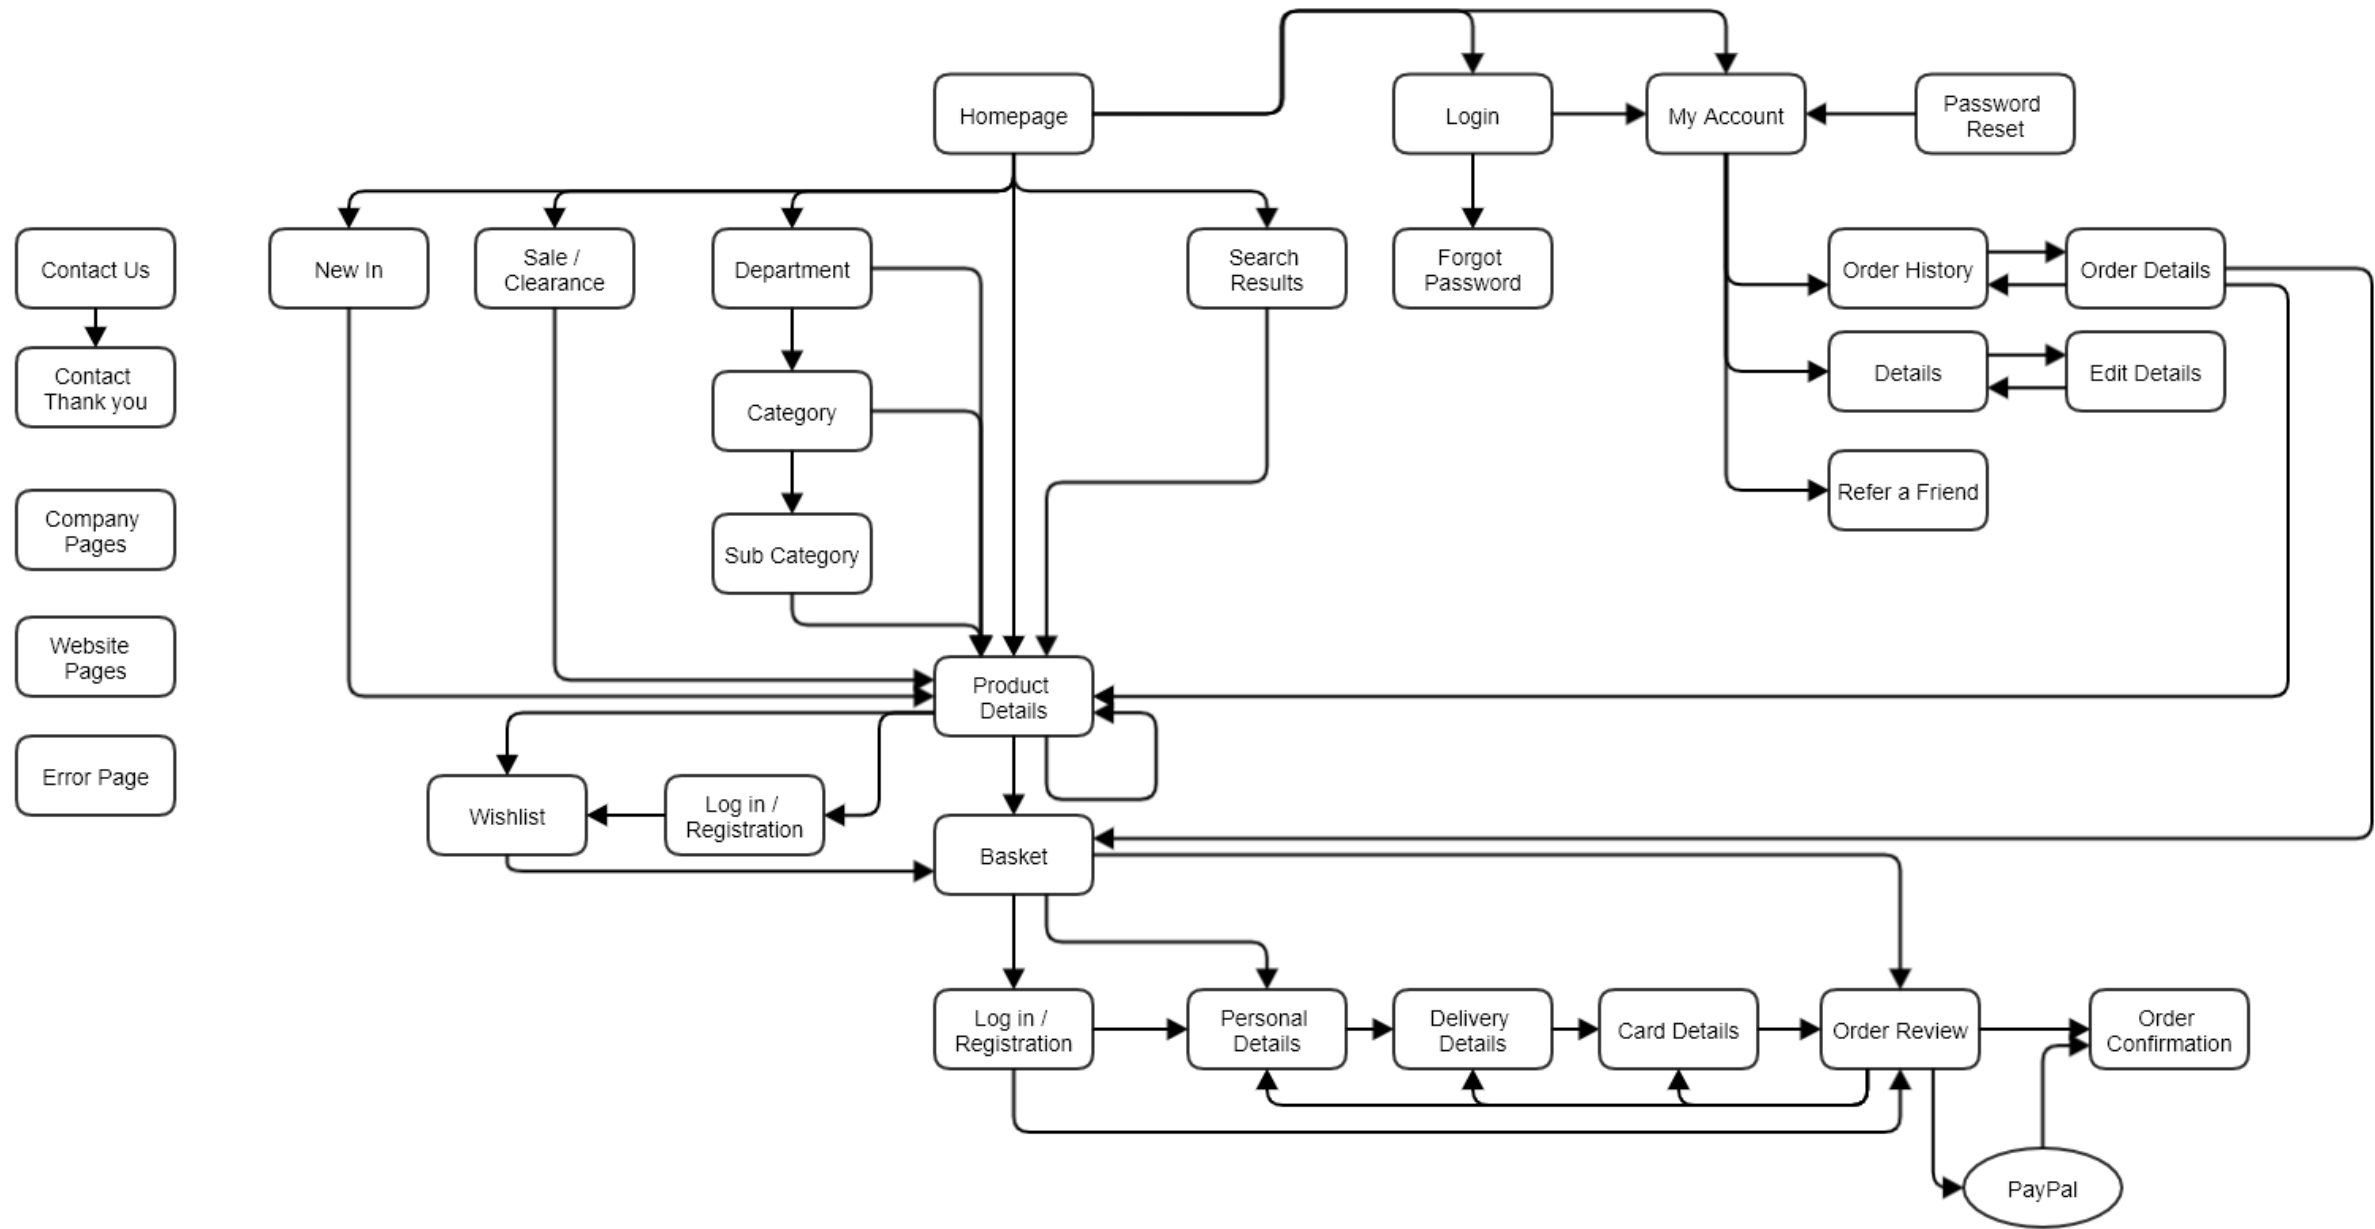 Homepage
Login
My Account
Password
Reset
Contact Us
New In
Sale /
Clearance
Department
Search
Results
Forgot
Password
Order History
Order Details
Contact
Thank you
Category
Details
Edit Details
Company
Pages
Sub Category
Refer a Friend
Website
Pages
Product
Details
Error Page
Wishlist
Log in /
Registration
Basket
Log in /
Registration
Personal
Details
Delivery
Details
Card Details
Order Review
Order
Confirmation
PayPal